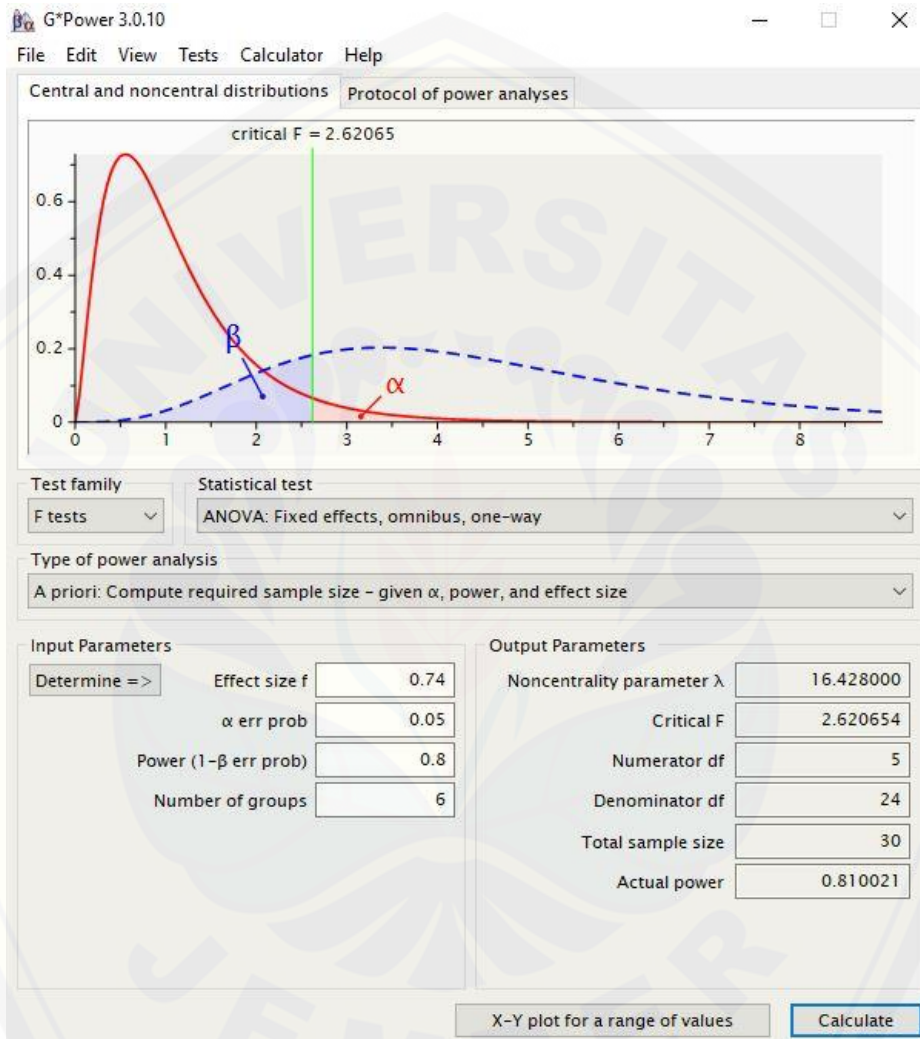 βα G*Power 3.0.10
File Edit View Tests Calculator Help
Central and noncentral distributions Protocol of power analyses
critical F = 2.62065
0.6
0.4
0.2
0
β
α
0 1 2 3 4 5 6 7 8
Test family Statistical test
F tests ANOVA: Fixed effects, omnibus, one-way
Type of power analysis
A priori: Compute required sample size - given α, power, and effect size
Input Parameters Output Parameters
Determine => Effect size f 0.74 Noncentrality parameter λ 16.428000
α err prob 0.05 Critical F 2.620654
Power (1-β err prob) 0.8 Numerator df 5
Number of groups 6 Denominator df 24
Total sample size 30
Actual power 0.810021
X-Y plot for a range of values Calculate
UNIVERSITAS
JEMBER